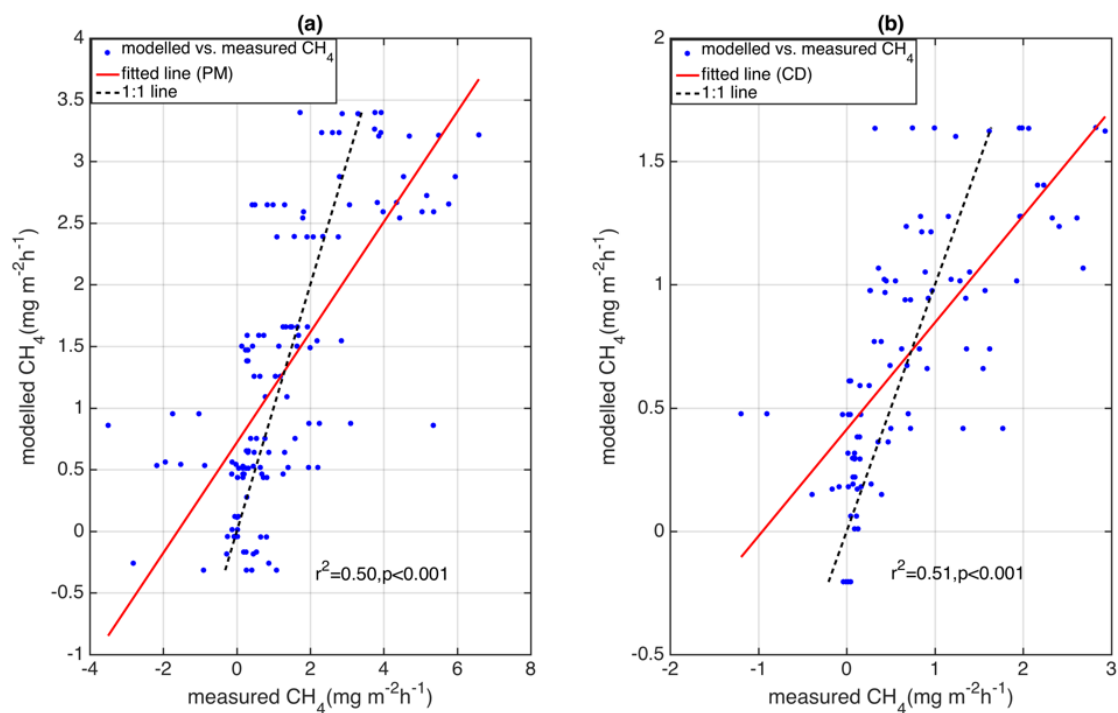 (a)
modelled vs. measured CH4
fitted line (PM)
1:1 line
4
3.5
3
2.5
2
1.5
1
0.5
0
-0.5
-1
-4
-2
0
2
4
6
8
r2=0.50,p<0.001
modelled CH4(mg m-2h-1)
measured CH4(mg m-2h-1)
(b)
modelled vs. measured CH4
fitted line (CD)
1:1 line
2
1.5
1
0.5
0
-0.5
-2
-1
0
1
2
3
r2=0.51,p<0.001
modelled CH4(mg m-2h-1)
measured CH4(mg m-2h-1)